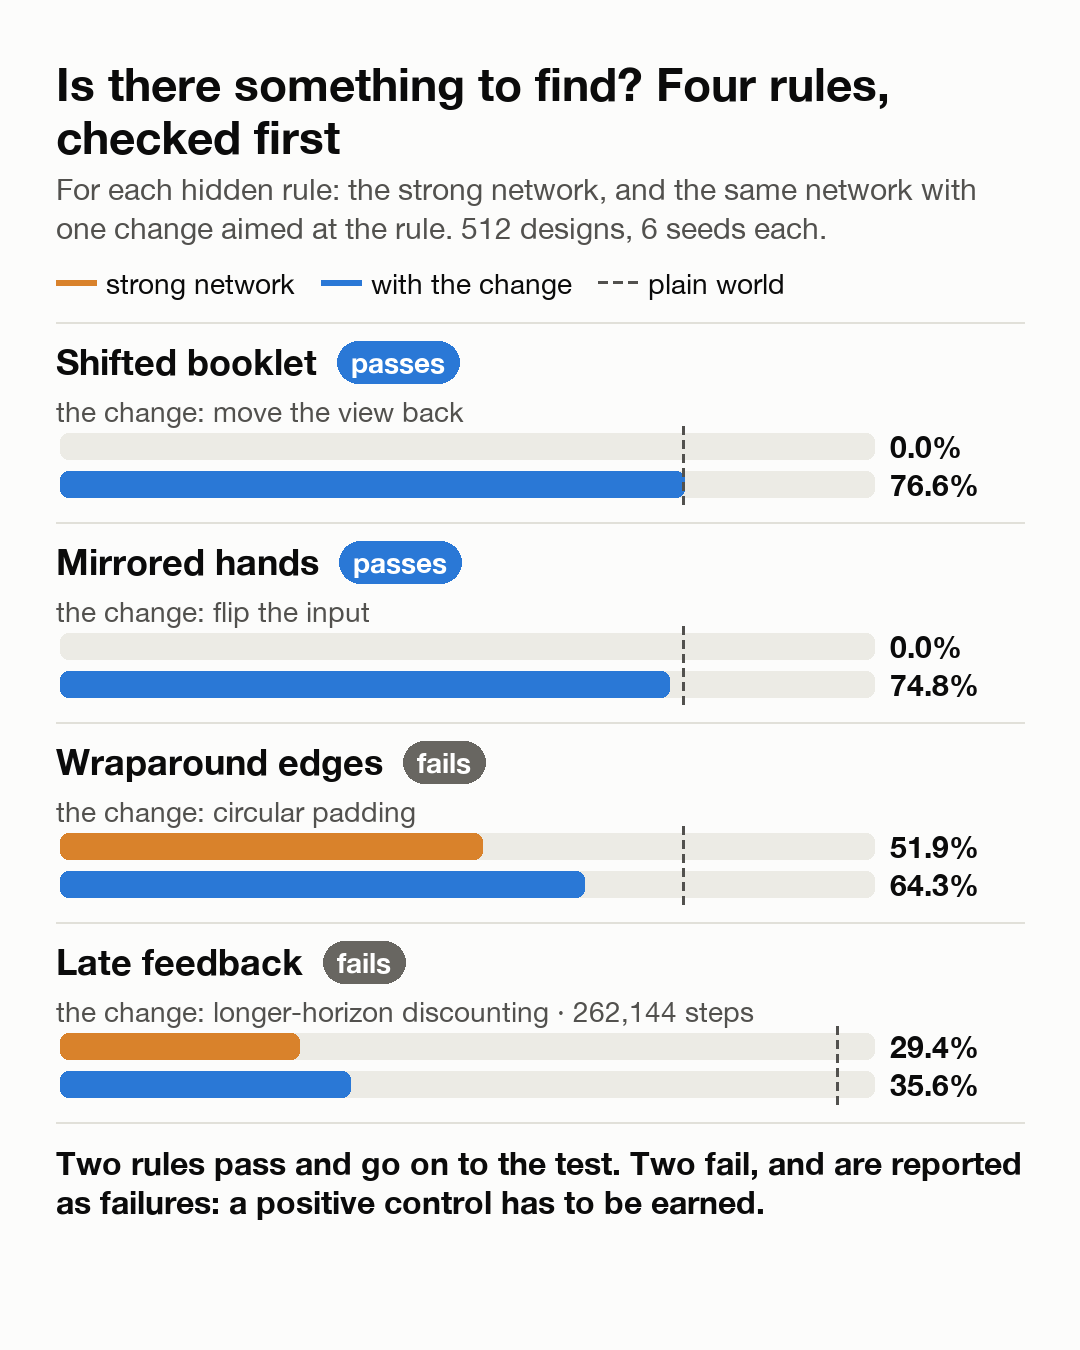 Is there something to find? Four rules,
checked first
For each hidden rule: the strong network, and the same network with
one change aimed at the rule. 512 designs, 6 seeds each.
strong network with the change plain world
Shifted booklet passes
the change: move the view back
0.0%
76.6%
Mirrored hands passes
the change: flip the input
0.0%
74.8%
Wraparound edges fails
the change: circular padding
51.9%
64.3%
Late feedback fails
the change: longer-horizon discounting · 262,144 steps
29.4%
35.6%
Two rules pass and go on to the test. Two fail, and are reported
as failures: a positive control has to be earned.